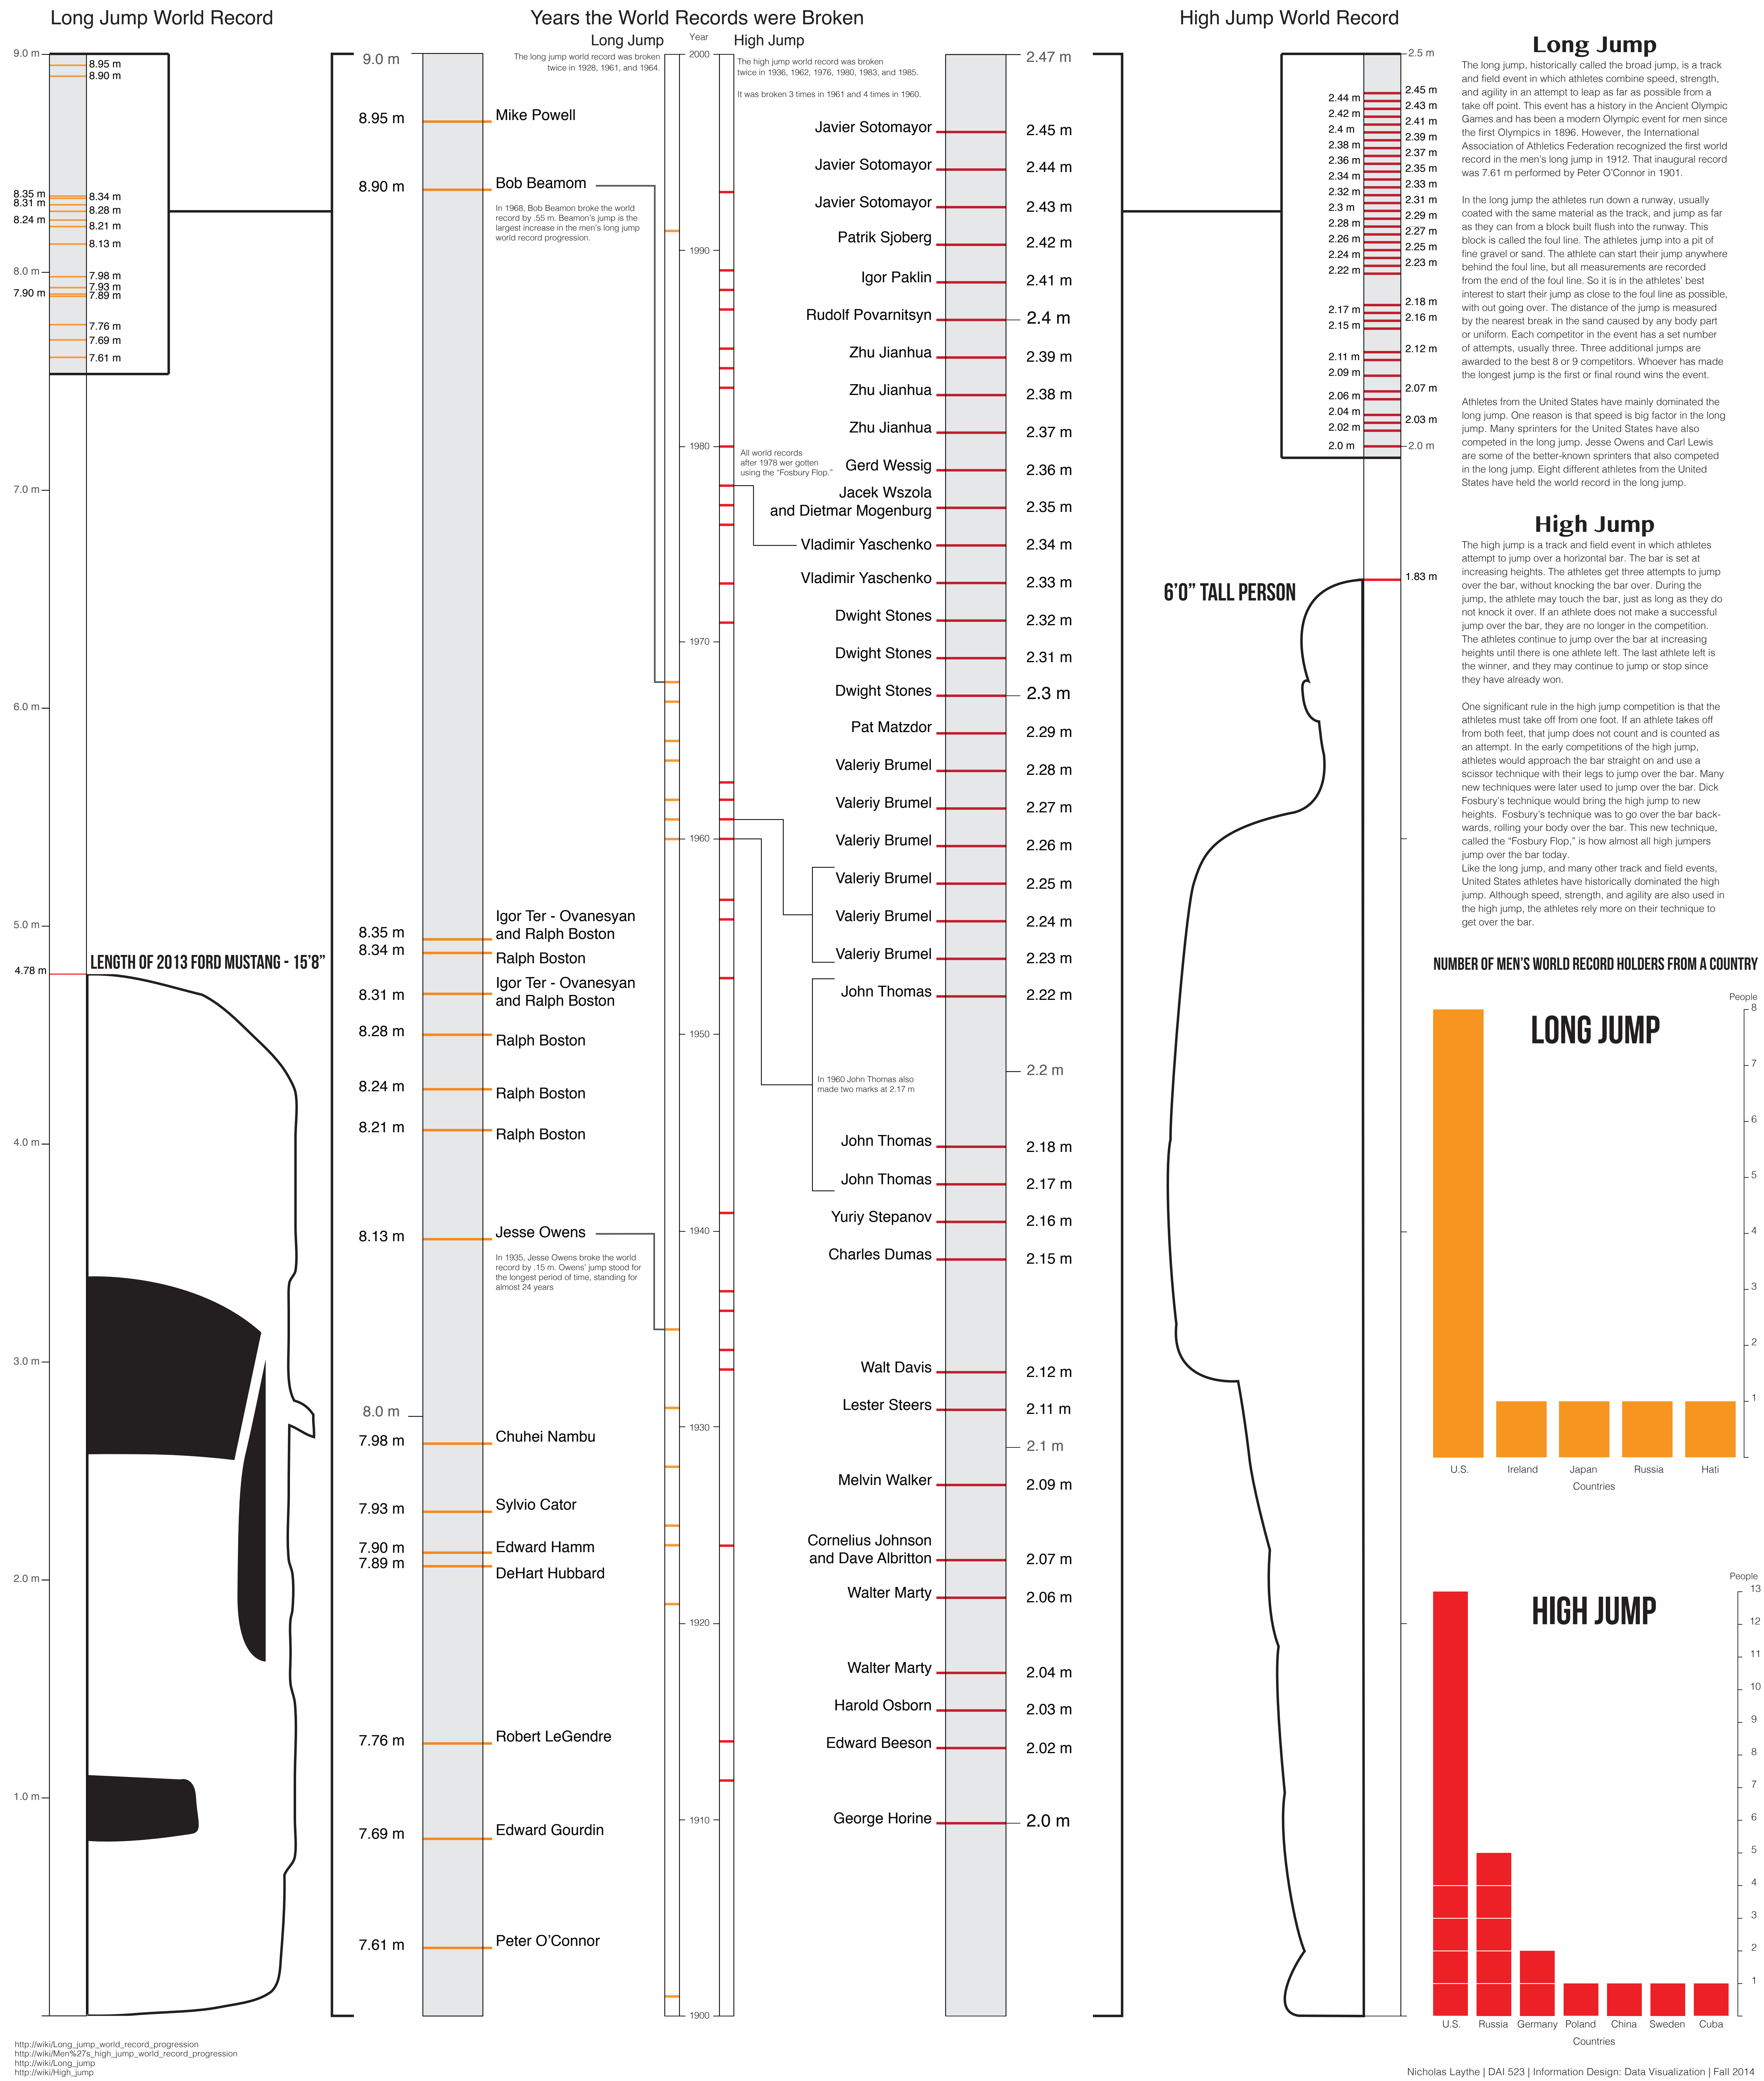 Long Jump World Record
Years the World Records were Broken
High Jump World Record
9.0 m
8.95 m
8.90 m
8.35 m
8.34 m
8.31 m
8.28 m
8.24 m
8.21 m
8.13 m
8.0 m
7.98 m
7.93 m
7.90 m
7.89 m
7.76 m
7.69 m
7.61 m
7.0 m
6.0 m
5.0 m
4.78 m
LENGTH OF 2013 FORD MUSTANG - 15'8"
4.0 m
3.0 m
2.0 m
1.0 m
Long Jump
Year
High Jump
The long jump world record was broken
twice in 1928, 1961, and 1964.
The high jump world record was broken
twice in 1936, 1962, 1976, 1980, 1983, and 1985.
It was broken 3 times in 1961 and 4 times in 1960.
9.0 m
8.95 m
Mike Powell
8.90 m
Bob Beamom
In 1968, Bob Beamon broke the world
record by .55 m. Beamon's jump is the
largest increase in the men's long jump
world record progression.
8.35 m
Igor Ter - Ovanesyan
and Ralph Boston
8.34 m
Ralph Boston
8.31 m
Igor Ter - Ovanesyan
and Ralph Boston
8.28 m
Ralph Boston
8.24 m
Ralph Boston
8.21 m
Ralph Boston
8.13 m
Jesse Owens
In 1935, Jesse Owens broke the world
record by .15 m. Owens' jump stood for
the longest period of time, standing for
almost 24 years
8.0 m
7.98 m
Chuhei Nambu
7.93 m
Sylvio Cator
7.90 m
Edward Hamm
7.89 m
DeHart Hubbard
7.76 m
Robert LeGendre
7.69 m
Edward Gourdin
7.61 m
Peter O'Connor
2000
1990
1980
1970
1960
1950
1940
1930
1920
1910
1900
2.47 m
Javier Sotomayor
2.45 m
Javier Sotomayor
2.44 m
Javier Sotomayor
2.43 m
Patrik Sjoberg
2.42 m
Igor Paklin
2.41 m
Rudolf Povarnitsyn
2.4 m
Zhu Jianhua
2.39 m
Zhu Jianhua
2.38 m
Zhu Jianhua
2.37 m
All world records
after 1978 wer gotten
using the "Fosbury Flop."
Gerd Wessig
2.36 m
Jacek Wszola
and Dietmar Mogenburg
2.35 m
Vladimir Yaschenko
2.34 m
Vladimir Yaschenko
2.33 m
Dwight Stones
2.32 m
Dwight Stones
2.31 m
Dwight Stones
2.3 m
Pat Matzdor
2.29 m
Valeriy Brumel
2.28 m
Valeriy Brumel
2.27 m
Valeriy Brumel
2.26 m
Valeriy Brumel
2.25 m
Valeriy Brumel
2.24 m
Valeriy Brumel
2.23 m
John Thomas
2.22 m
2.2 m
In 1960 John Thomas also
made two marks at 2.17 m
John Thomas
2.18 m
John Thomas
2.17 m
Yuriy Stepanov
2.16 m
Charles Dumas
2.15 m
Walt Davis
2.12 m
Lester Steers
2.11 m
2.1 m
Melvin Walker
2.09 m
Cornelius Johnson
and Dave Albritton
2.07 m
Walter Marty
2.06 m
Walter Marty
2.04 m
Harold Osborn
2.03 m
Edward Beeson
2.02 m
George Horine
2.0 m
2.5 m
2.45 m
2.44 m
2.43 m
2.42 m
2.41 m
2.4 m
2.39 m
2.38 m
2.37 m
2.36 m
2.35 m
2.34 m
2.33 m
2.32 m
2.31 m
2.3 m
2.29 m
2.28 m
2.27 m
2.26 m
2.25 m
2.24 m
2.23 m
2.22 m
2.18 m
2.17 m
2.16 m
2.15 m
2.12 m
2.11 m
2.09 m
2.07 m
2.06 m
2.04 m
2.03 m
2.02 m
2.0 m
2.0 m
1.83 m
6'0" TALL PERSON
Long Jump
The long jump, historically called the broad jump, is a track
and field event in which athletes combine speed, strength,
and agility in an attempt to leap as far as possible from a
take off point. This event has a history in the Ancient Olympic
Games and has been a modern Olympic event for men since
the first Olympics in 1896. However, the International
Association of Athletics Federation recognized the first world
record in the men's long jump in 1912. That inaugural record
was 7.61 m performed by Peter O'Connor in 1901.
In the long jump the athletes run down a runway, usually
coated with the same material as the track, and jump as far
as they can from a block built flush into the runway. This
block is called the foul line. The athletes jump into a pit of
fine gravel or sand. The athlete can start their jump anywhere
behind the foul line, but all measurements are recorded
from the end of the foul line. So it is in the athletes' best
interest to start their jump as close to the foul line as possible,
with out going over. The distance of the jump is measured
by the nearest break in the sand caused by any body part
or uniform. Each competitor in the event has a set number
of attempts, usually three. Three additional jumps are
awarded to the best 8 or 9 competitors. Whoever has made
the longest jump is the first or final round wins the event.
Athletes from the United States have mainly dominated the
long jump. One reason is that speed is big factor in the long
jump. Many sprinters for the United States have also
competed in the long jump. Jesse Owens and Carl Lewis
are some of the better-known sprinters that also competed
in the long jump. Eight different athletes from the United
States have held the world record in the long jump.
High Jump
The high jump is a track and field event in which athletes
attempt to jump over a horizontal bar. The bar is set at
increasing heights. The athletes get three attempts to jump
over the bar, without knocking the bar over. During the
jump, the athlete may touch the bar, just as long as they do
not knock it over. If an athlete does not make a successful
jump over the bar, they are no longer in the competition.
The athletes continue to jump over the bar at increasing
heights until there is one athlete left. The last athlete left is
the winner, and they may continue to jump or stop since
they have already won.
One significant rule in the high jump competition is that the
athletes must take off from one foot. If an athlete takes off
from both feet, that jump does not count and is counted as
an attempt. In the early competitions of the high jump,
athletes would approach the bar straight on and use a
scissor technique with their legs to jump over the bar. Many
new techniques were later used to jump over the bar. Dick
Fosbury's technique would bring the high jump to new
heights. Fosbury's technique was to go over the bar back-
wards, rolling your body over the bar. This new technique,
called the "Fosbury Flop," is how almost all high jumpers
jump over the bar today.
Like the long jump, and many other track and field events,
United States athletes have historically dominated the high
jump. Although speed, strength, and agility are also used in
the high jump, the athletes rely more on their technique to
get over the bar.
NUMBER OF MEN'S WORLD RECORD HOLDERS FROM A COUNTRY
People
LONG JUMP
8
7
6
5
4
3
2
1
U.S.
Ireland
Japan
Russia
Hati
Countries
People
HIGH JUMP
13
12
11
10
9
8
7
6
5
4
3
2
1
U.S.
Russia
Germany
Poland
China
Sweden
Cuba
Countries
http://wiki/Long_jump_world_record_progression
http://wiki/Men%27s_high_jump_world_record_progression
http://wiki/Long_jump
http://wiki/High_jump
Nicholas Laythe | DAI 523 | Information Design: Data Visualization | Fall 2014